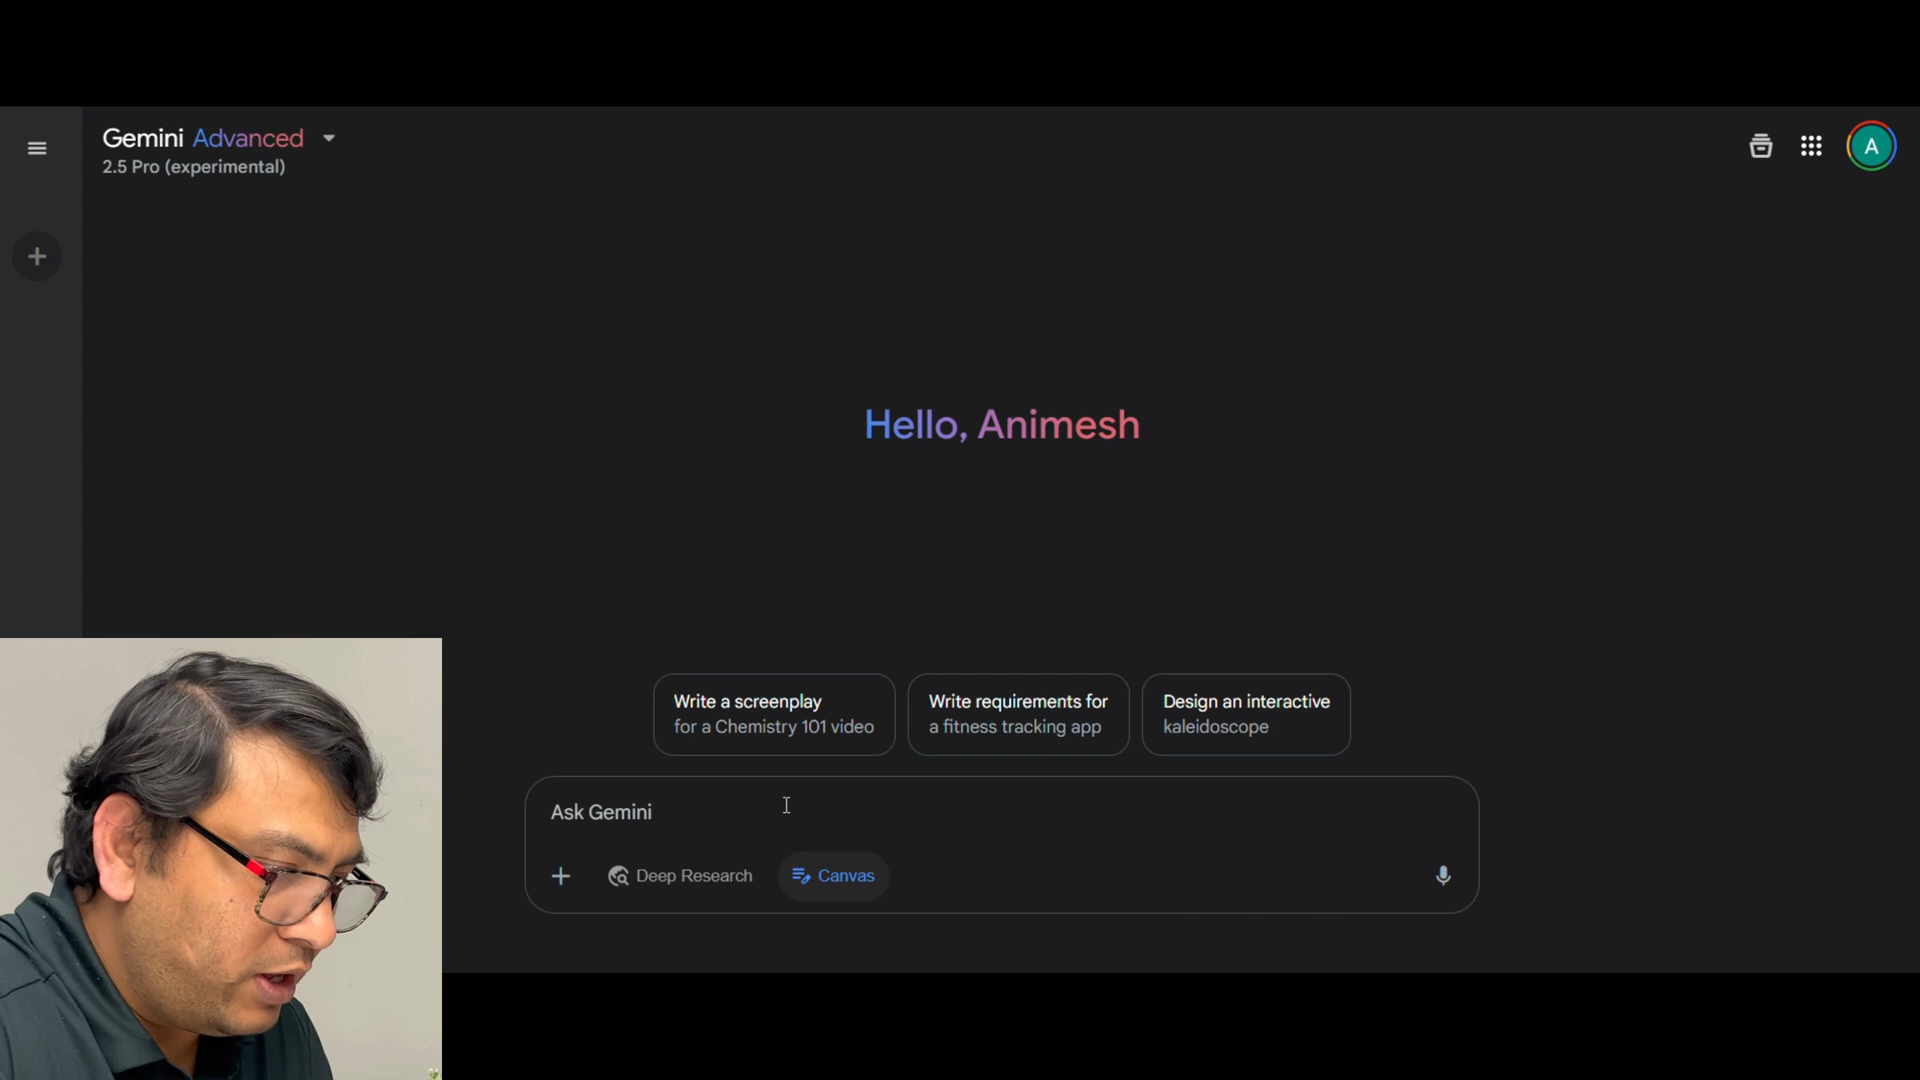 Gemini Advanced
2.5 Pro (experimental)
A
Hello, Animesh
Write a screenplay
for a Chemistry 101 video
Write requirements for
a fitness tracking app
Design an interactive
kaleidoscope
Ask Gemini
Deep Research
Canvas